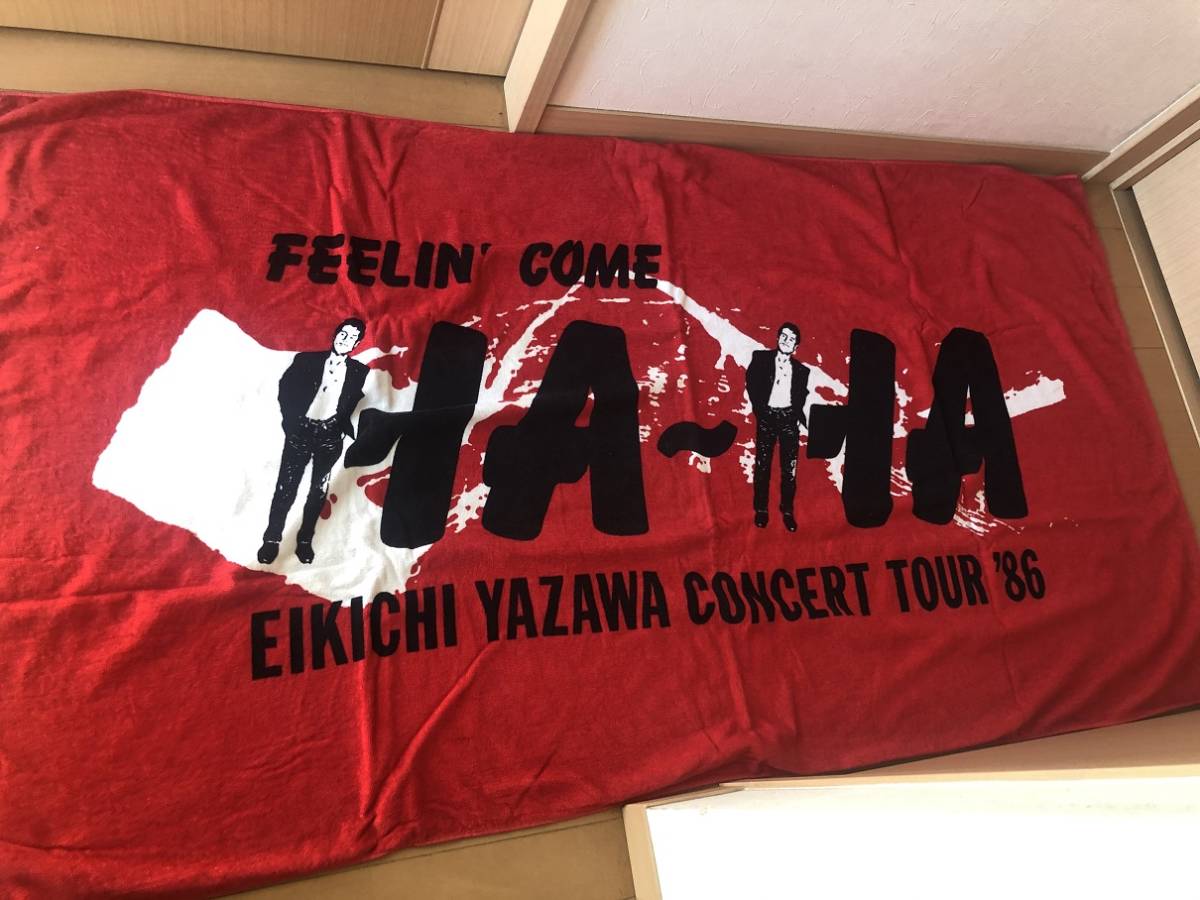 FEELIN' COME
HA~HA
EIKICHI YAZAWA CONCERT TOUR '86